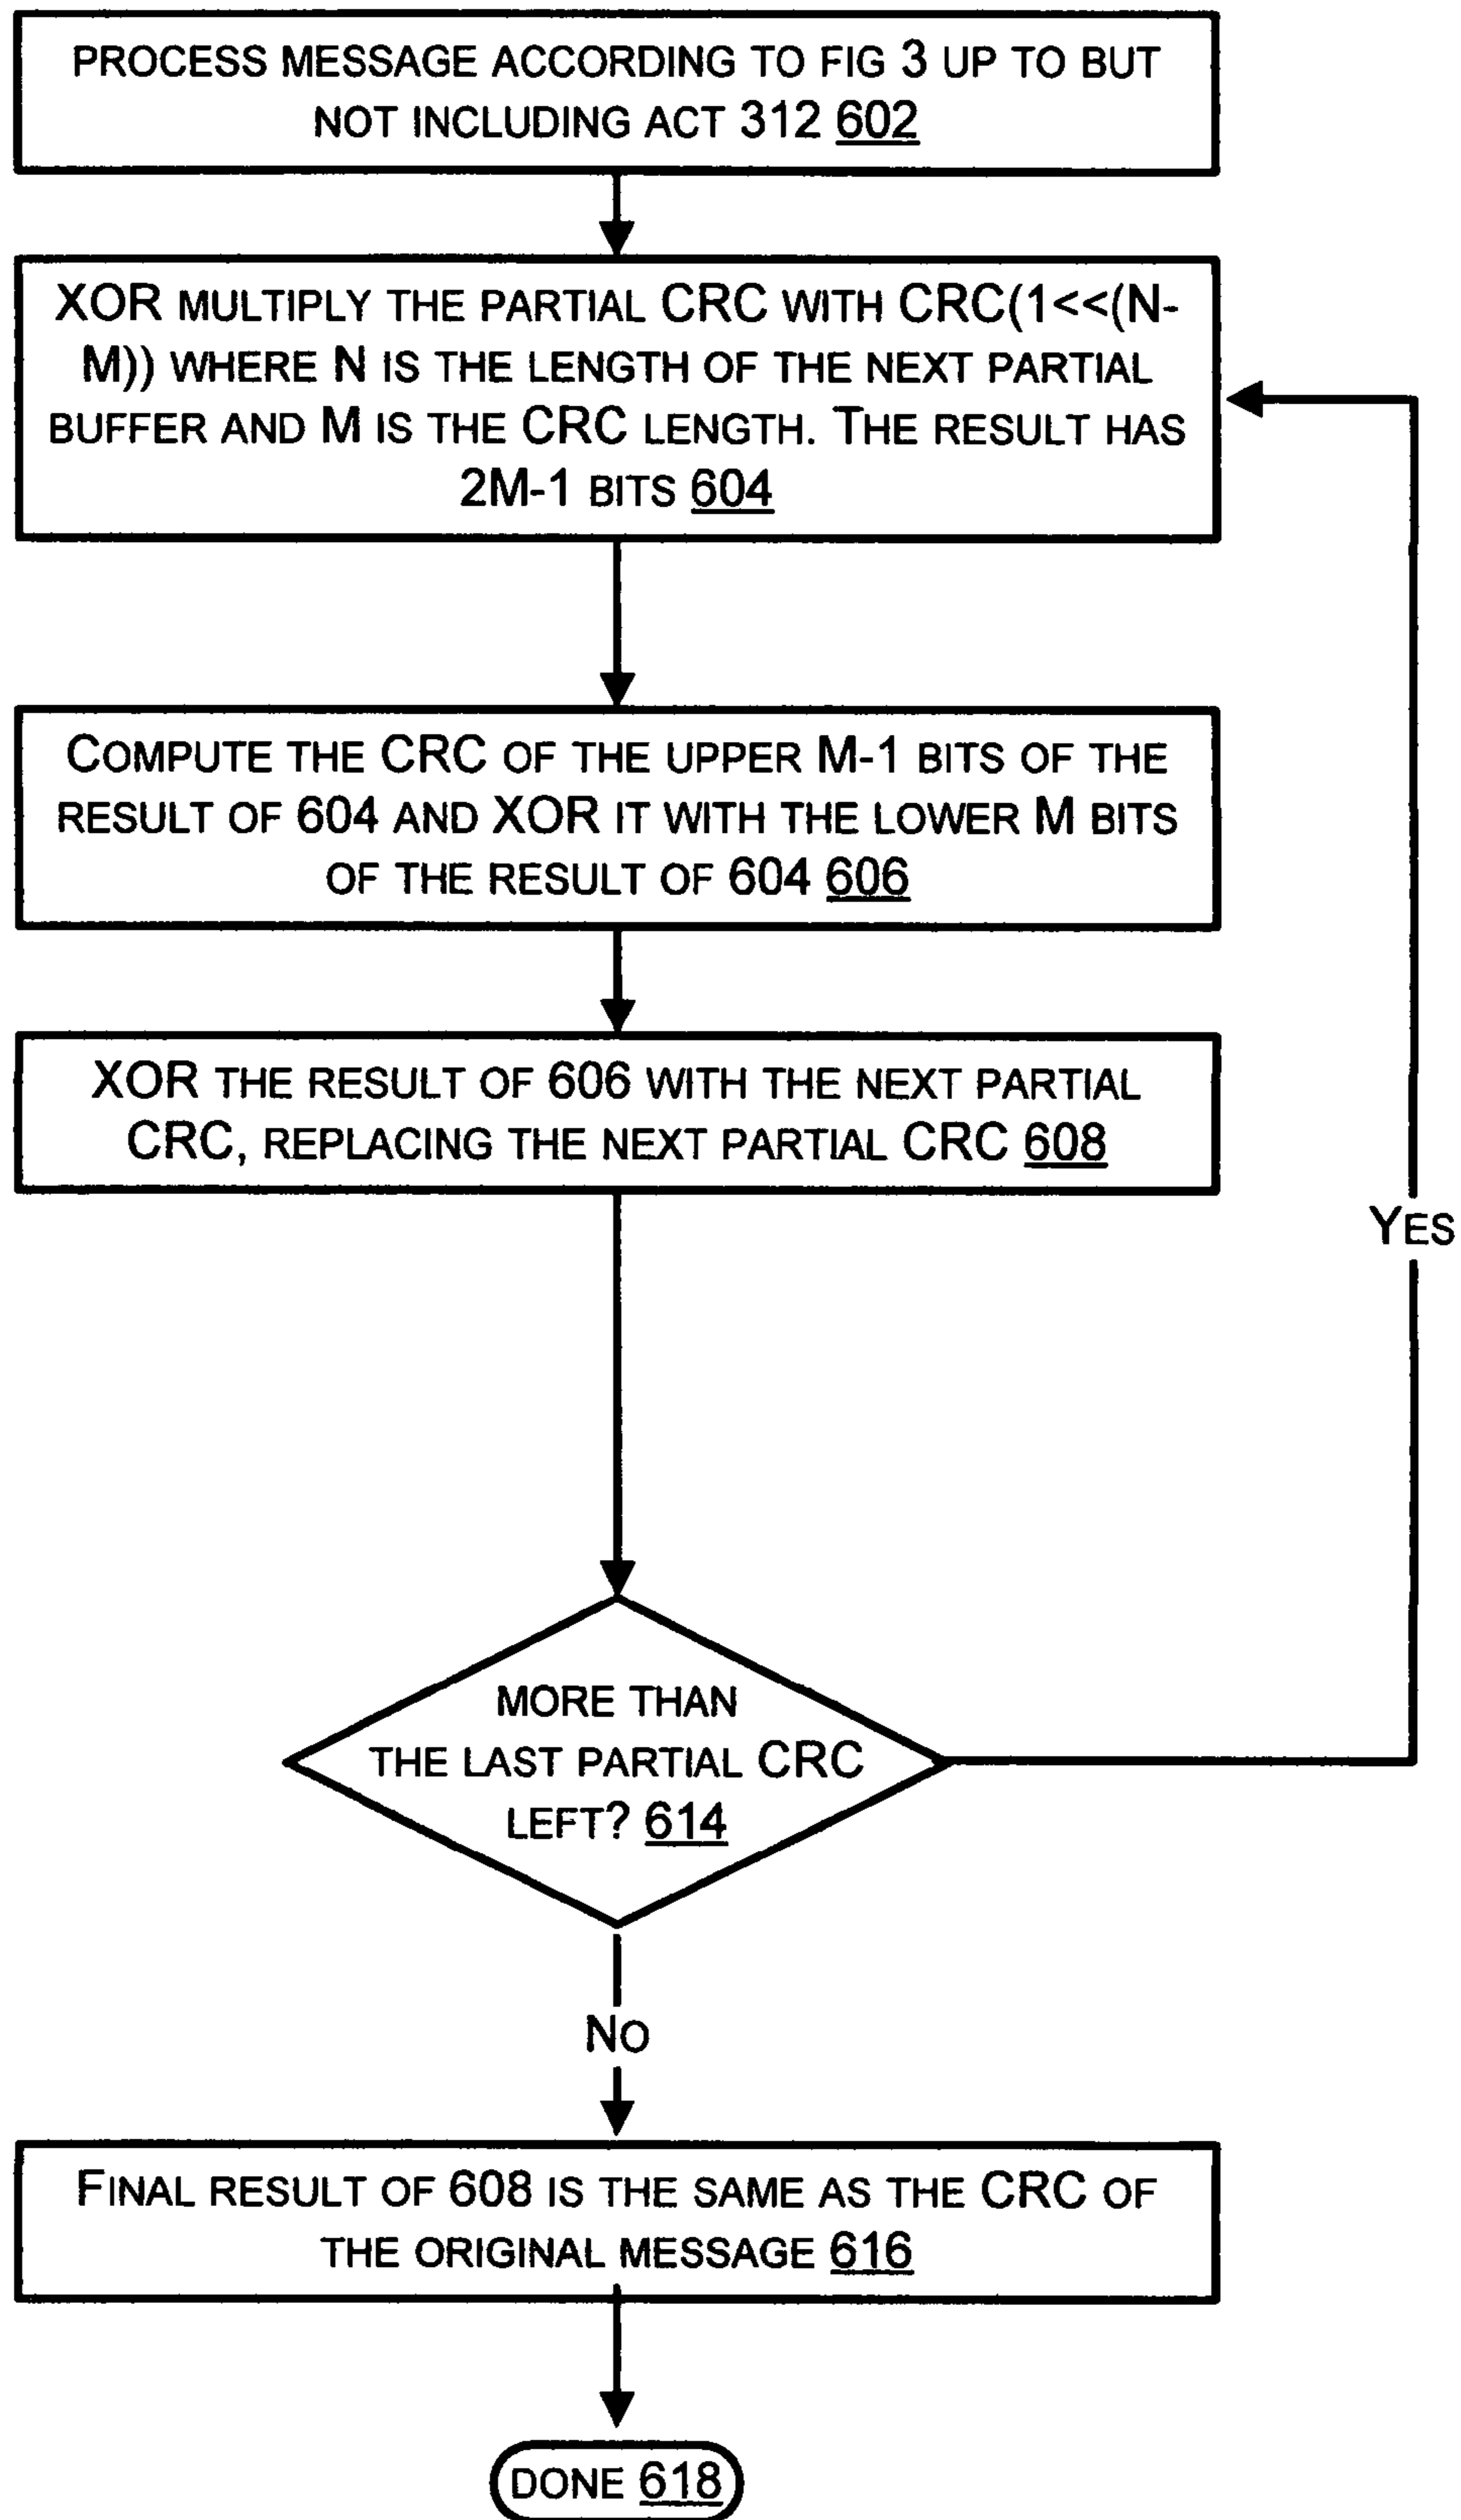 PROCESS MESSAGE ACCORDING TO FIG 3 UP TO BUT
NOT INCLUDING ACT 312 602
XOR MULTIPLY THE PARTIAL CRC WITH CRC(1<<(N-
M)) WHERE N IS THE LENGTH OF THE NEXT PARTIAL
BUFFER AND M IS THE CRC LENGTH. THE RESULT HAS
2M-1 BITS 604
COMPUTE THE CRC OF THE UPPER M-1 BITS OF THE
RESULT OF 604 AND XOR IT WITH THE LOWER M BITS
OF THE RESULT OF 604 606
XOR THE RESULT OF 606 WITH THE NEXT PARTIAL
CRC, REPLACING THE NEXT PARTIAL CRC 608
YES
MORE THAN
THE LAST PARTIAL CRC
LEFT? 614
NO
FINAL RESULT OF 608 IS THE SAME AS THE CRC OF
THE ORIGINAL MESSAGE 616
DONE 618